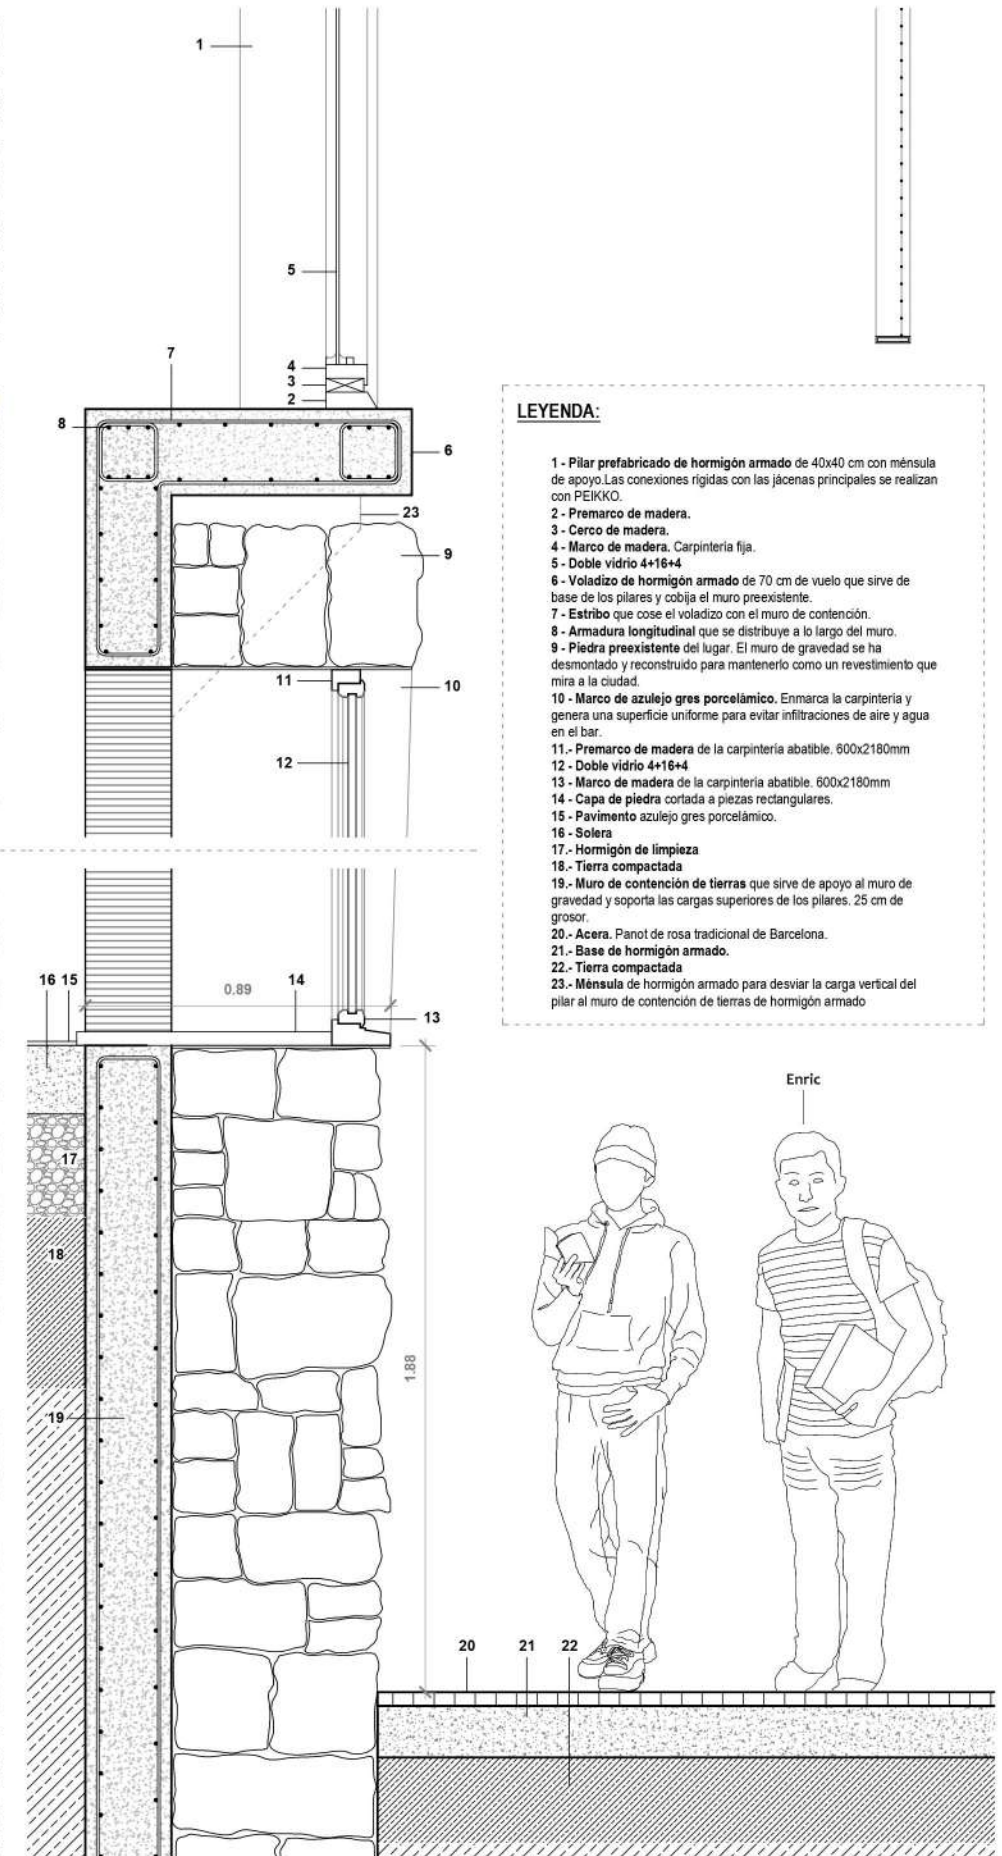 1
5
7
4
3
2
8
6
23
9
11
10
12
LEYENDA:
1 - Pilar prefabricado de hormigón armado de 40x40 cm con ménsula
de apoyo.Las conexiones rígidas con las jácenas principales se realizan
con PEIKKO.
2 - Premarco de madera.
3 - Cerco de madera.
4 - Marco de madera. Carpintería fija.
5 - Doble vidrio 4+16+4
6 - Voladizo de hormigón armado de 70 cm de vuelo que sirve de
base de los pilares y cobija el muro preexistente.
7 - Estribo que cose el voladizo con el muro de contención.
8 - Armadura longitudinal que se distribuye a lo largo del muro.
9 - Piedra preexistente del lugar. El muro de gravedad se ha
desmontado y reconstruido para mantenerlo como un revestimiento que
mira a la ciudad.
10 - Marco de azulejo gres porcelámico. Enmarca la carpintería y
genera una superficie uniforme para evitar infiltraciones de aire y agua
en el bar.
11.- Premarco de madera de la carpintería abatible. 600x2180mm
12 - Doble vidrio 4+16+4
13 - Marco de madera de la carpintería abatible. 600x2180mm
14 - Capa de piedra cortada a piezas rectangulares.
15 - Pavimento azulejo gres porcelámico.
16 - Solera
17.- Hormigón de limpieza
18.- Tierra compactada
19.- Muro de contención de tierras que sirve de apoyo al muro de
gravedad y soporta las cargas superiores de los pilares. 25 cm de
grosor.
20.- Acera. Panot de rosa tradicional de Barcelona.
21.- Base de hormigón armado.
22.- Tierra compactada
23.- Ménsula de hormigón armado para desviar la carga vertical del
pilar al muro de contención de tierras de hormigón armado
16 15
0.89
14
13
Enric
17
18
1.88
19
20
21
22